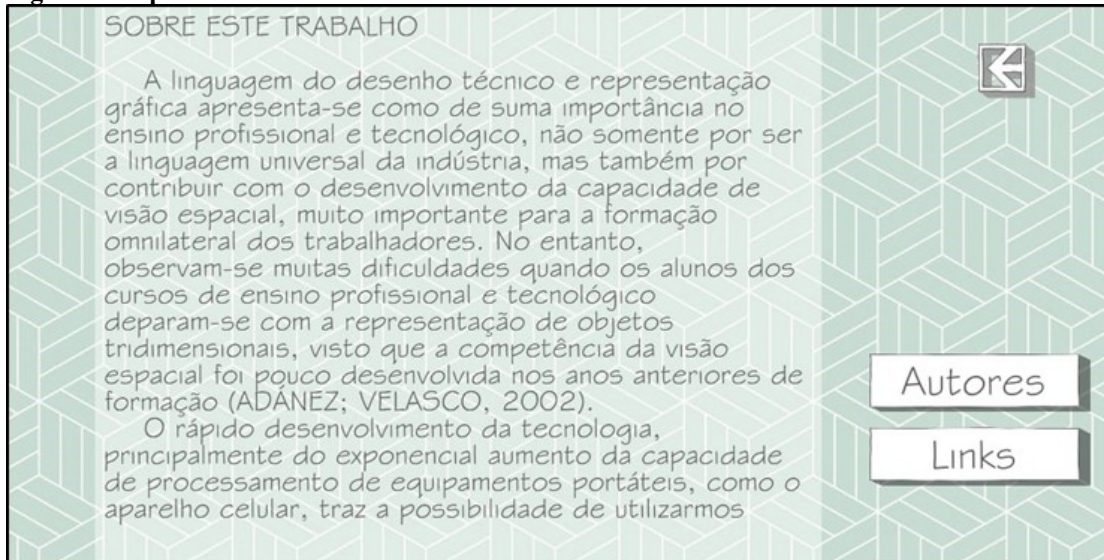 SOBRE ESTE TRABALHO
A linguagem do desenho técnico e representação
gráfica apresenta-se como de suma importância no
ensino profissional e tecnológico, não somente por ser
a linguagem universal da indústria, mas também por
contribuir com o desenvolvimento da capacidade de
visão espacial, muito importante para a formação
omnilateral dos trabalhadores. No entanto,
observam-se muitas dificuldades quando os alunos dos
cursos de ensino profissional e tecnológico
deparam-se com a representação de objetos
tridimensionais, visto que a competência da visão
espacial foi pouco desenvolvida nos anos anteriores de
formação (ADÁNEZ; VELASCO, 2002).
O rápido desenvolvimento da tecnologia,
principalmente do exponencial aumento da capacidade
de processamento de equipamentos portáteis, como o
aparelho celular, traz a possibilidade de utilizarmos
Autores
Links